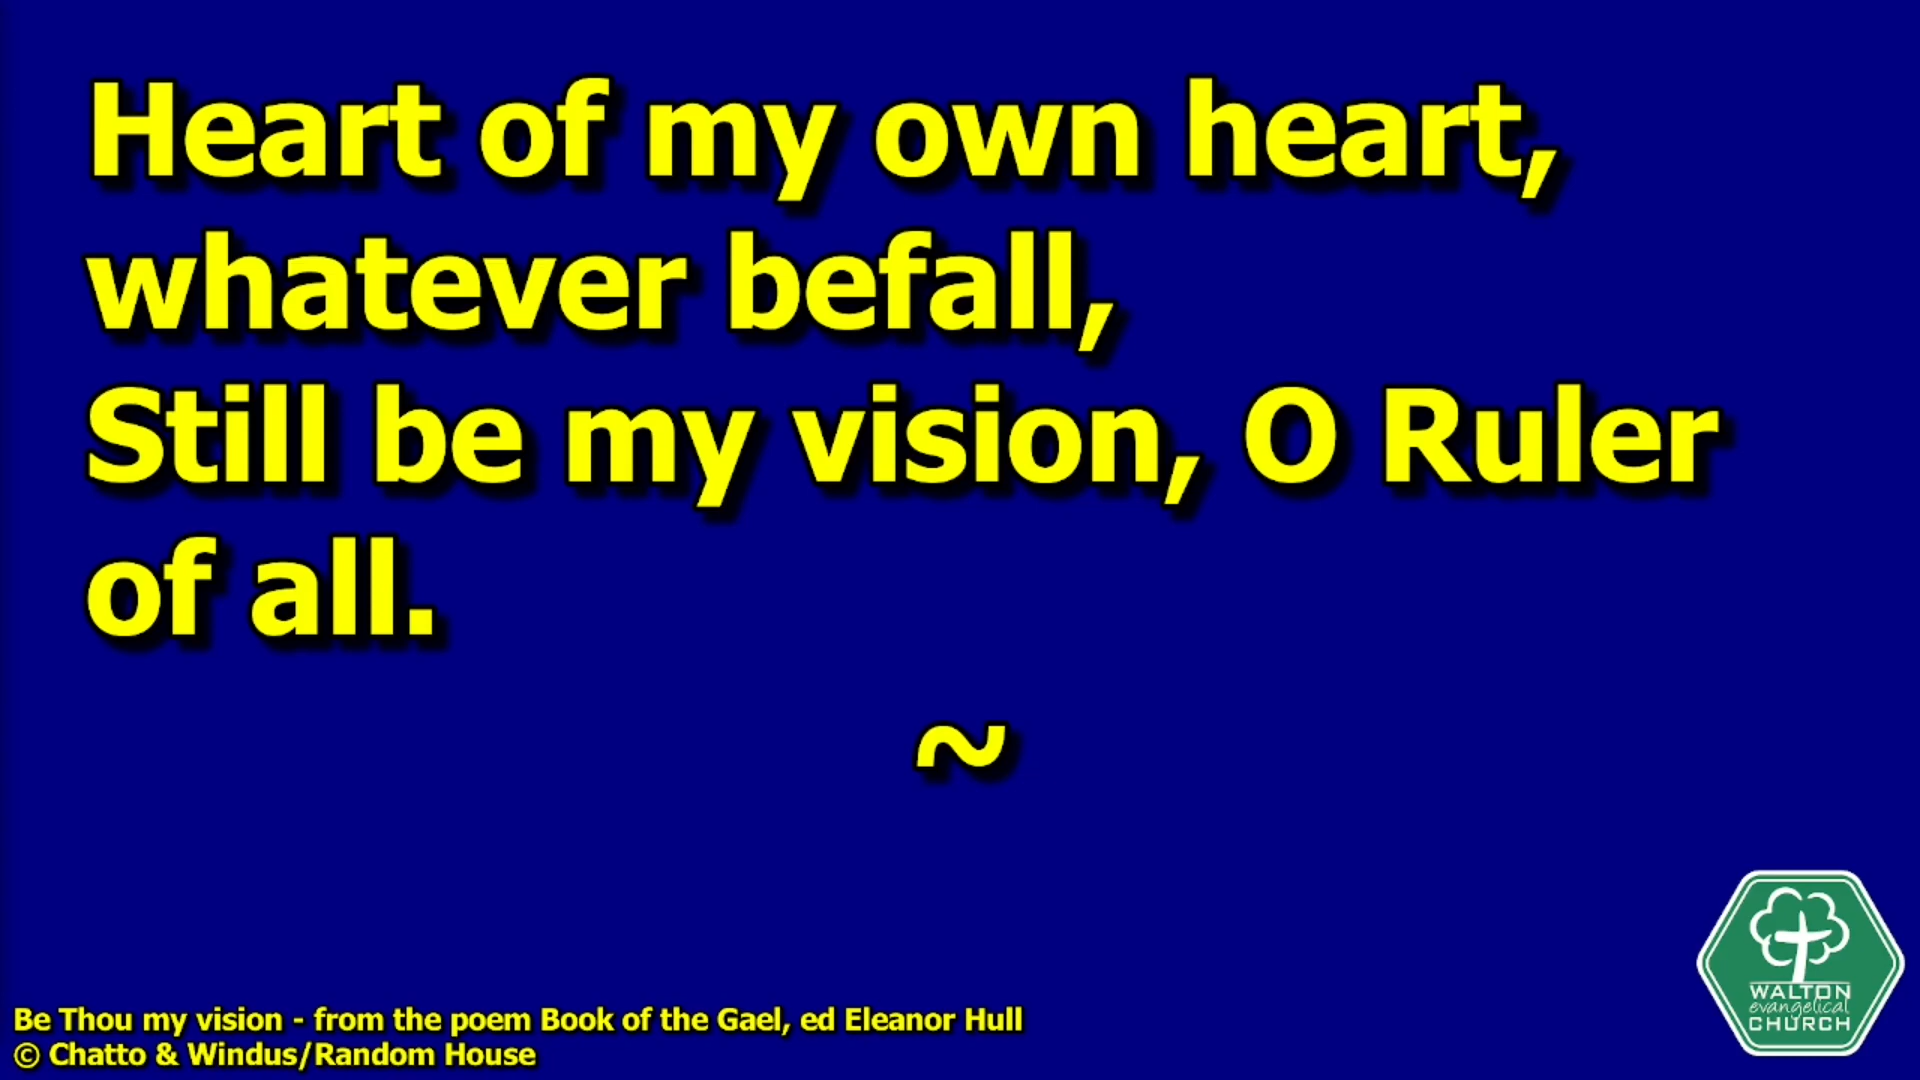 Heart of my own heart,
whatever befall,
Still be my vision, O Ruler
of all.
~
Be Thou my vision - from the poem Book of the Gael, ed Eleanor Hull
© Chatto & Windus/Random House
WALTON
evangelical
CHURCH